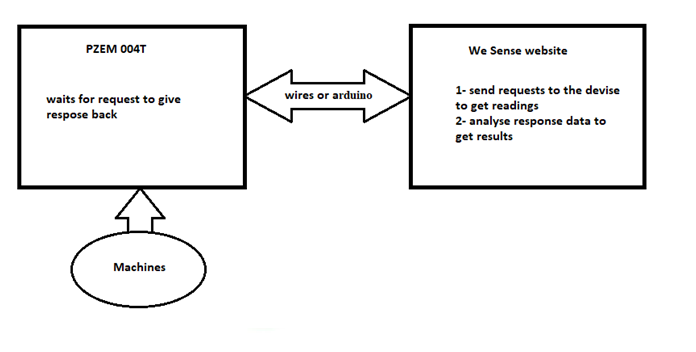 PZEM 004T
waits for request to give
respose back
wires or arduino
We Sense website
1- send requests to the devise
to get readings
2- analyse response data to
get results
Machines